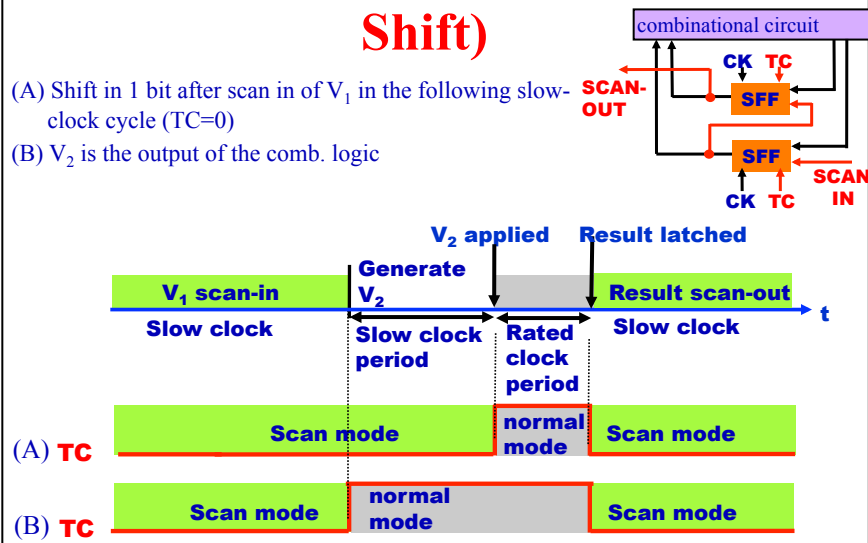 Shift)
combinational circuit
CK TC
SCAN-
OUT
SFF
SFF
CK TC
SCAN
IN
(A) Shift in 1 bit after scan in of V1 in the following slow-
clock cycle (TC=0)
(B) V2 is the output of the comb. logic
V2 applied Result latched
Generate
V2
V1 scan-in
Result scan-out
t
Slow clock
Slow clock
period
Rated
clock
period
Slow clock
(A) TC
Scan mode
normal
mode
Scan mode
(B) TC
Scan mode
normal
mode
Scan mode